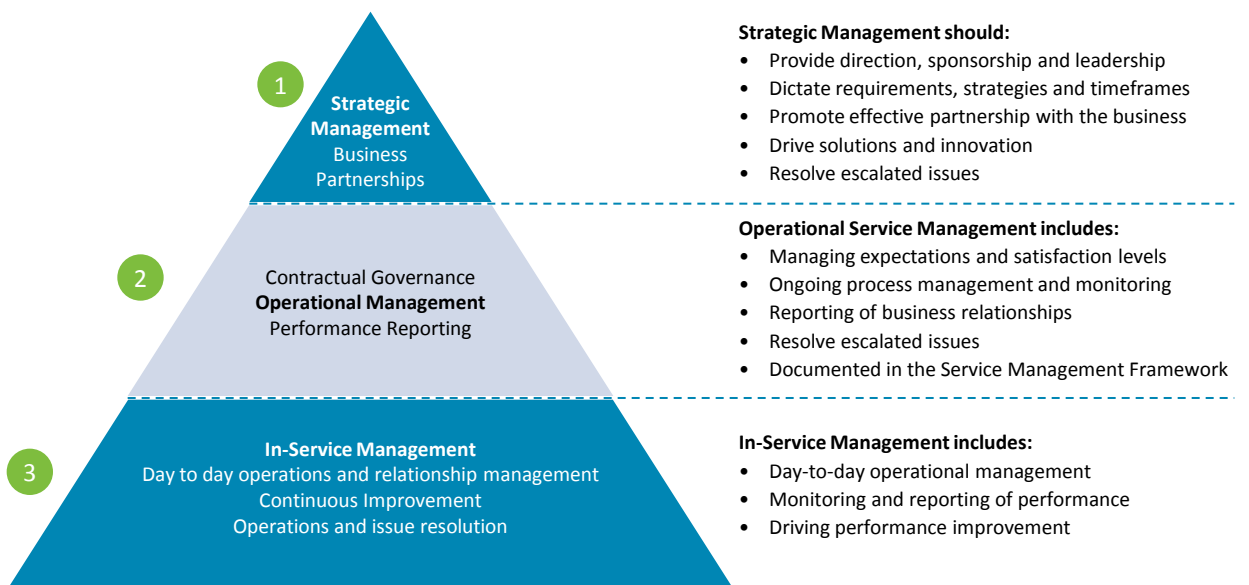 1
Strategic
Management
Business
Partnerships
Strategic Management should:
• Provide direction, sponsorship and leadership
• Dictate requirements, strategies and timeframes
• Promote effective partnership with the business
• Drive solutions and innovation
• Resolve escalated issues
2
Contractual Governance
Operational Management
Performance Reporting
Operational Service Management includes:
• Managing expectations and satisfaction levels
• Ongoing process management and monitoring
• Reporting of business relationships
• Resolve escalated issues
• Documented in the Service Management Framework
3
In-Service Management
Day to day operations and relationship management
Continuous Improvement
Operations and issue resolution
In-Service Management includes:
• Day-to-day operational management
• Monitoring and reporting of performance
• Driving performance improvement